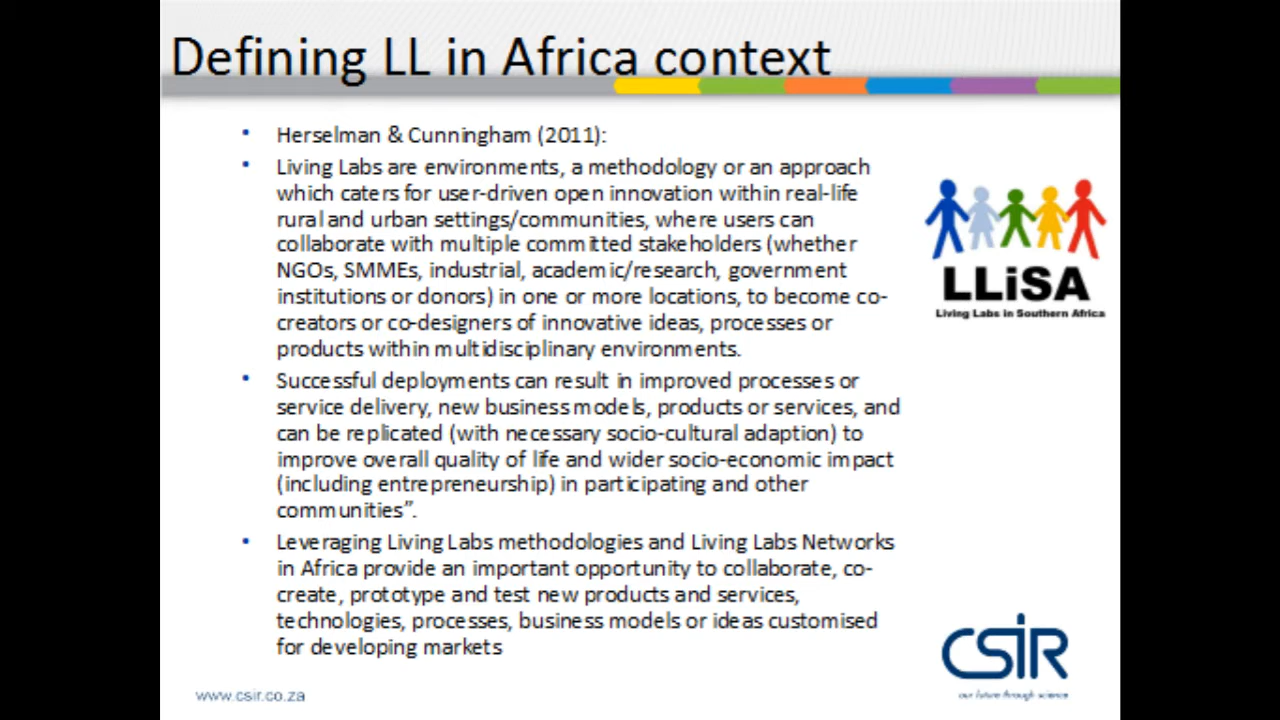 Defining LL in Africa context
• Herselman & Cunningham (2011):
• Living Labs are environments, a methodology or an approach
which caters for user-driven open innovation within real-life
rural and urban settings/communities, where users can
collaborate with multiple committed stakeholders (whether
NGOs, SMMEs, industrial, academic/research, government
institutions or donors) in one or more locations, to become co-
creators or co-designers of innovative ideas, processes or
products within multidisciplinary environments.
• Successful deployments can result in improved processes or
service delivery, new business models, products or services, and
can be replicated (with necessary socio-cultural adaption) to
improve overall quality of life and wider socio-economic impact
(including entrepreneurship) in participating and other
communities”.
• Leveraging Living Labs methodologies and Living Labs Networks
in Africa provide an important opportunity to collaborate, co-
create, prototype and test new products and services,
technologies, processes, business models or ideas customised
for developing markets
LLiSA
Living Labs in Southern Africa
CSIR
our future through science
www.csir.co.za